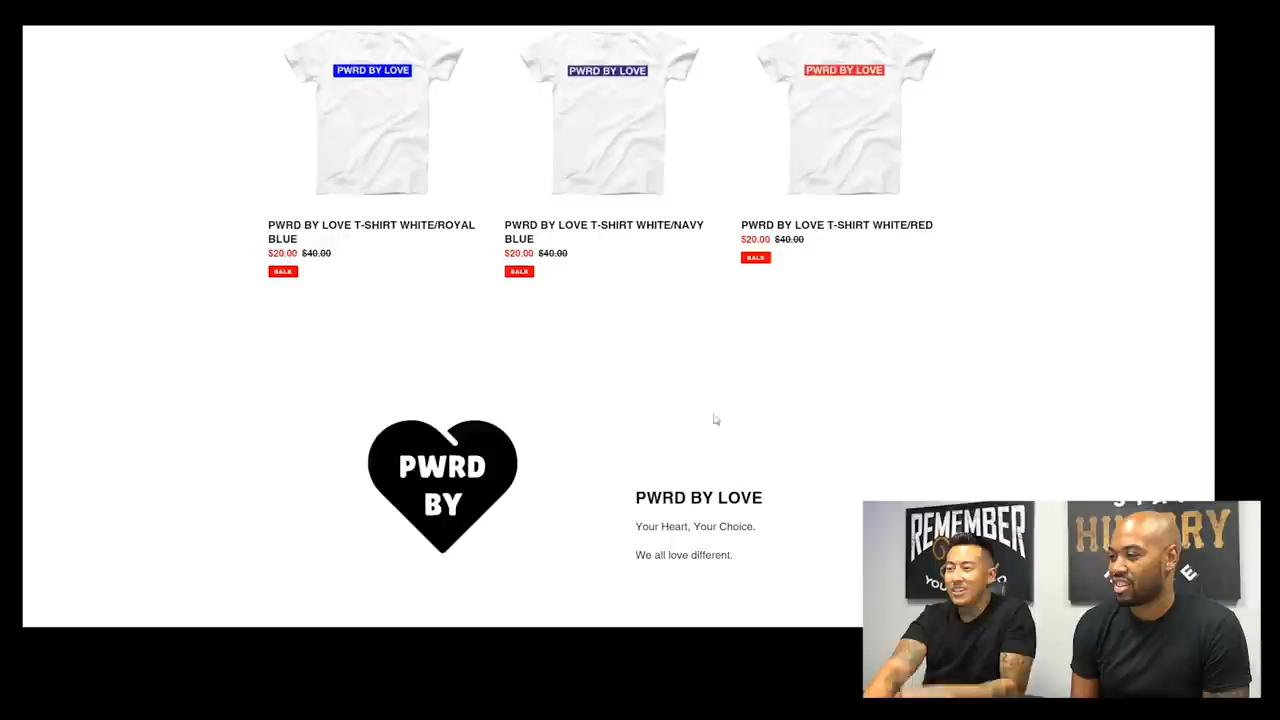 PWRD BY LOVE
PWRD BY LOVE
PWRD BY LOVE
PWRD BY LOVE T-SHIRT WHITE/ROYAL
BLUE
$20.00 $40.00
SALE
PWRD BY LOVE T-SHIRT WHITE/NAVY
BLUE
$20.00 $40.00
SALE
PWRD BY LOVE T-SHIRT WHITE/RED
$20.00 $40.00
SALE
PWRD
BY
PWRD BY LOVE
Your Heart, Your Choice.
We all love different.
REMEMBER